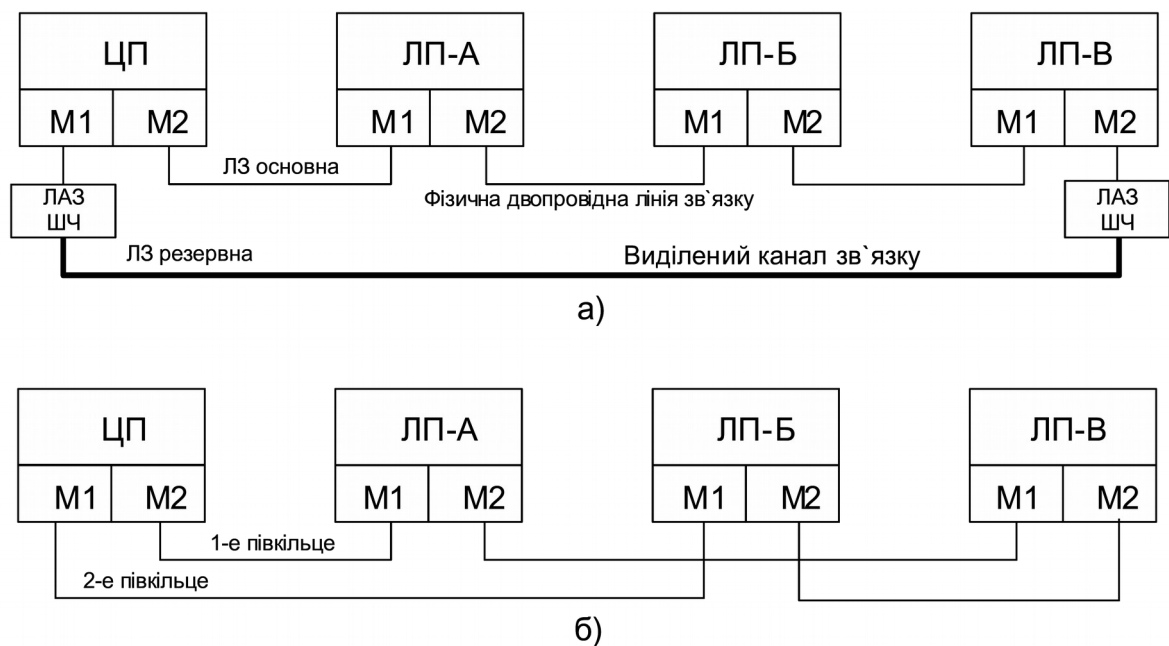 ЦП ЛП-А ЛП-Б ЛП-В
М1 М2 М1 М2 М1 М2 М1 М2
ЛЗ основна
ЛАЗ ШЧ
Фізична двопровідна лінія зв`язку
ЛАЗ ШЧ
ЛЗ резервна
Виділений канал зв`язку
а)
ЦП ЛП-А ЛП-Б ЛП-В
М1 М2 М1 М2 М1 М2 М1 М2
1-е півкільце
2-е півкільце
б)